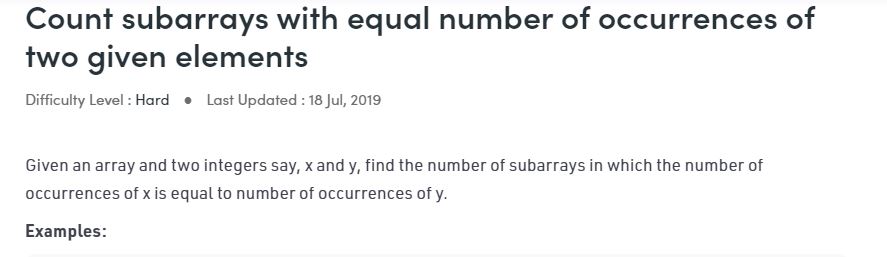 Count subarrays with equal number of occurrences of
two given elements
Difficulty Level : Hard ● Last Updated : 18 Jul, 2019
Given an array and two integers say, x and y, find the number of subarrays in which the number of
occurrences of x is equal to number of occurrences of y.
Examples: